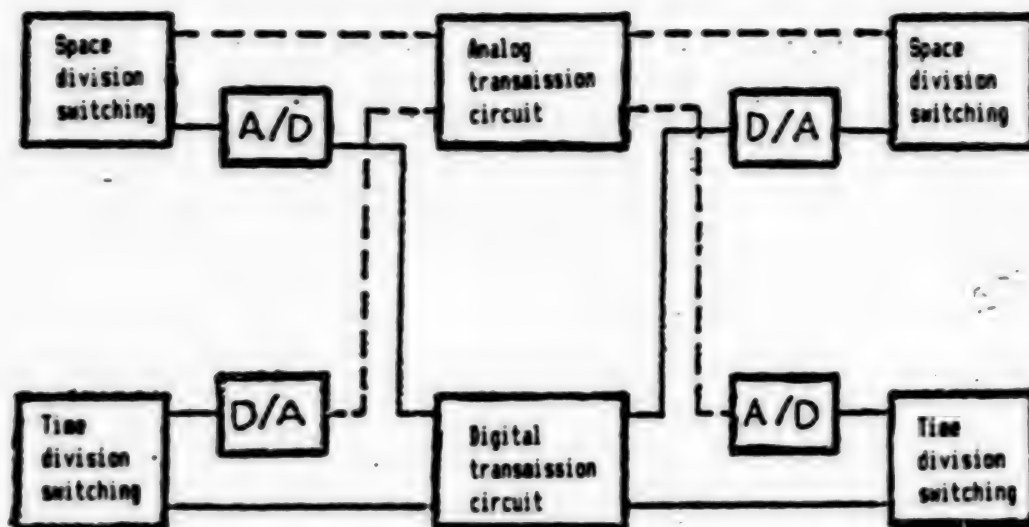 Space
division
switching
A/D
Analog
transmission
circuit
D/A
Space
division
switching
Time
division
switching
D/A
Digital
transmission
circuit
A/D
Time
division
switching